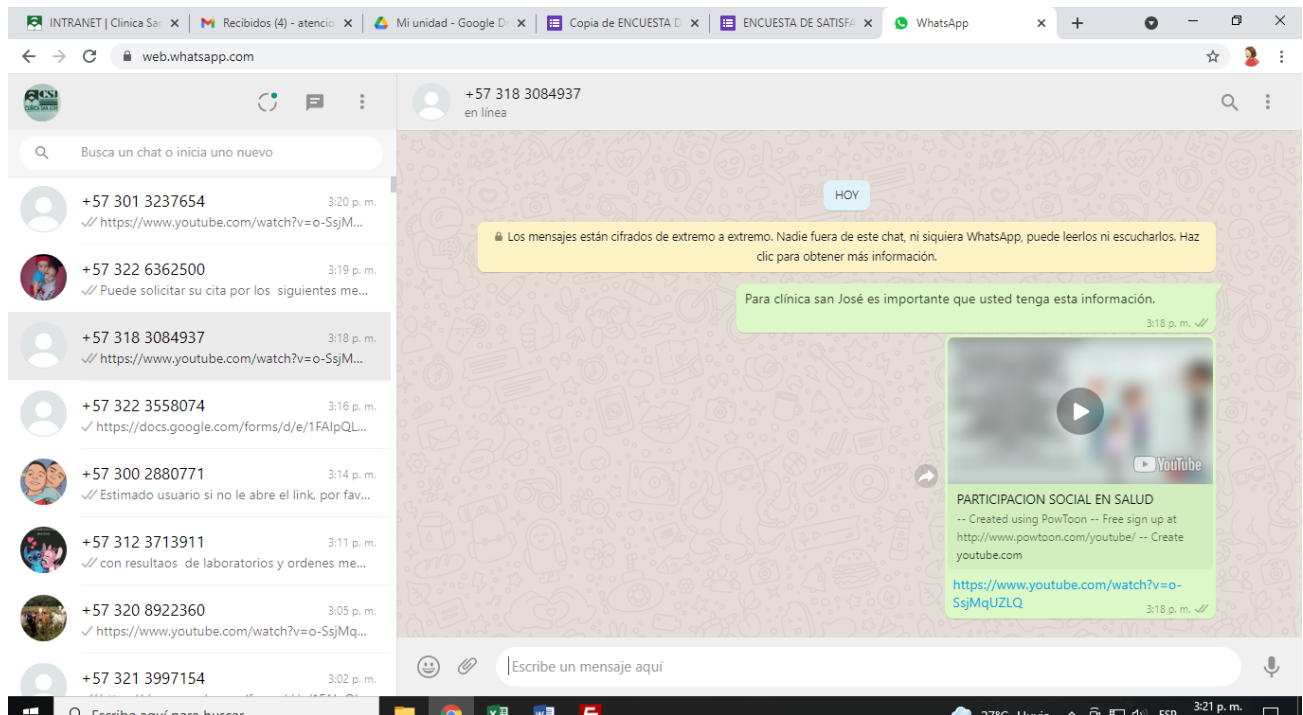 INTRANET | Clinica Sa
Recibidos (4) - atencio
Mi unidad - Google D
Copia de ENCUESTA D
ENCUESTA DE SATISFA
WhatsApp
web.whatsapp.com
CSJ
+57 318 3084937
en línea
Busca un chat o inicia uno nuevo
+57 301 3237654
3:20 p. m.
https://www.youtube.com/watch?v=o-SsjM...
+57 322 6362500
3:19 p. m.
Puede solicitar su cita por los siguientes me...
+57 318 3084937
3:18 p. m.
https://www.youtube.com/watch?v=o-SsjM...
+57 322 3558074
3:16 p. m.
https://docs.google.com/forms/d/e/1FAIpQL...
+57 300 2880771
3:14 p. m.
Estimado usuario si no le abre el link, por fav...
+57 312 3713911
3:11 p. m.
con resultaos de laboratorios y ordenes me...
+57 320 8922360
3:05 p. m.
https://www.youtube.com/watch?v=o-SsjMq...
+57 321 3997154
3:02 p. m.
HOY
Los mensajes están cifrados de extremo a extremo. Nadie fuera de este chat, ni siquiera WhatsApp, puede leerlos ni escucharlos. Haz
clic para obtener más información.
Para clínica san José es importante que usted tenga esta información.
3:18 p. m.
YouTube
PARTICIPACION SOCIAL EN SALUD
-- Created using PowToon -- Free sign up at
http://www.powtoon.com/youtube/ -- Create
youtube.com
https://www.youtube.com/watch?v=o-
SsjMqUZLQ
3:18 p. m.
Escribe un mensaje aquí
Escribe aquí para buscar
27°C Lluvia
ESP
3:21 p. m.